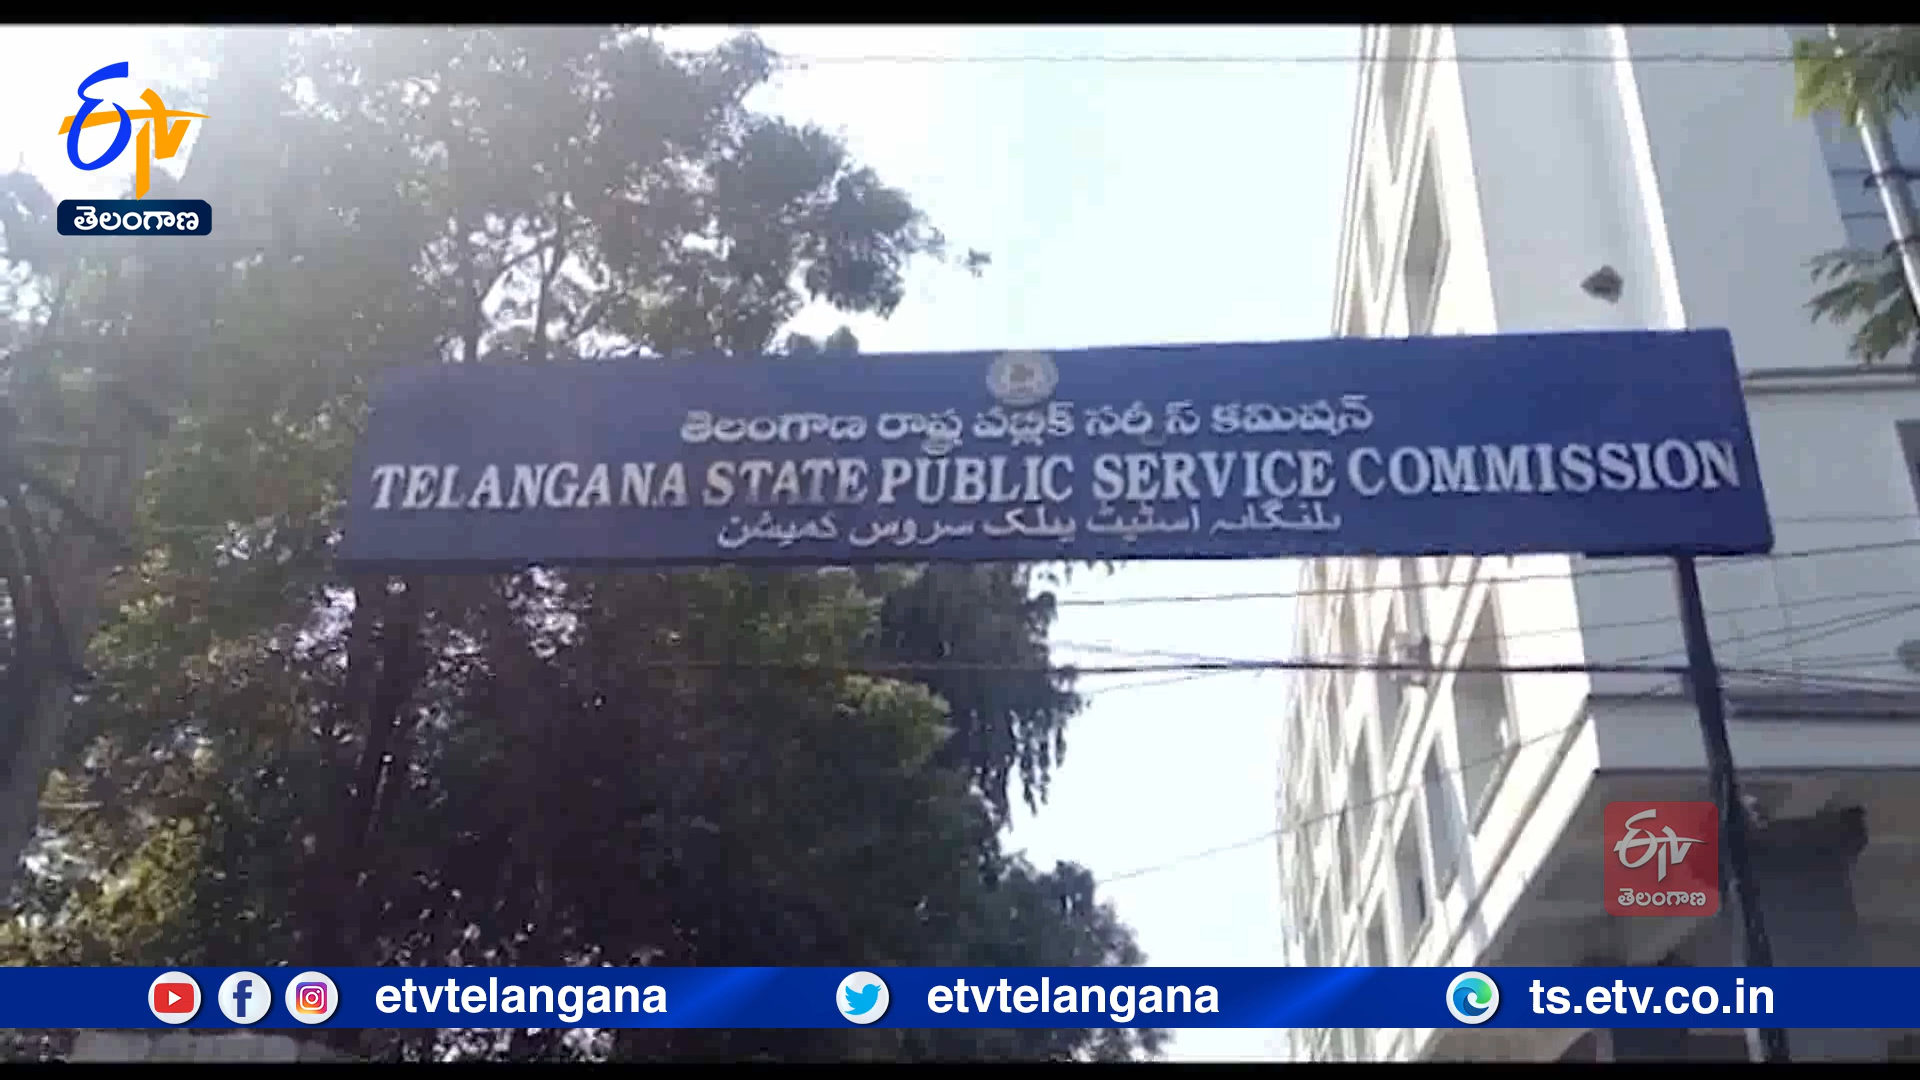 ETV
తెలంగాణ
తెలంగాణ రాష్ట్ర పబ్లిక్ సర్వీస్ కమిషన్
TELANGANA STATE PUBLIC SERVICE COMMISSION
تلنگانہ اسٹیٹ پبلک سروس کمیشن
ETV
తెలంగాణ
etvtelangana
etvtelangana
ts.etv.co.in